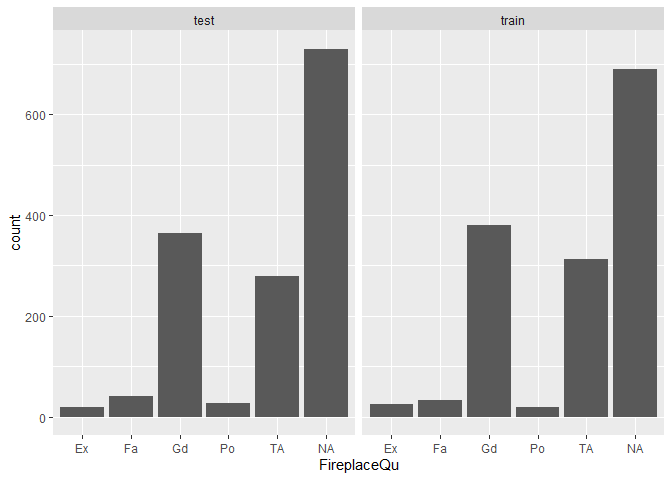 test train
600
400
200
0
count
Ex Fa Gd Po TA NA Ex Fa Gd Po TA NA
FireplaceQu